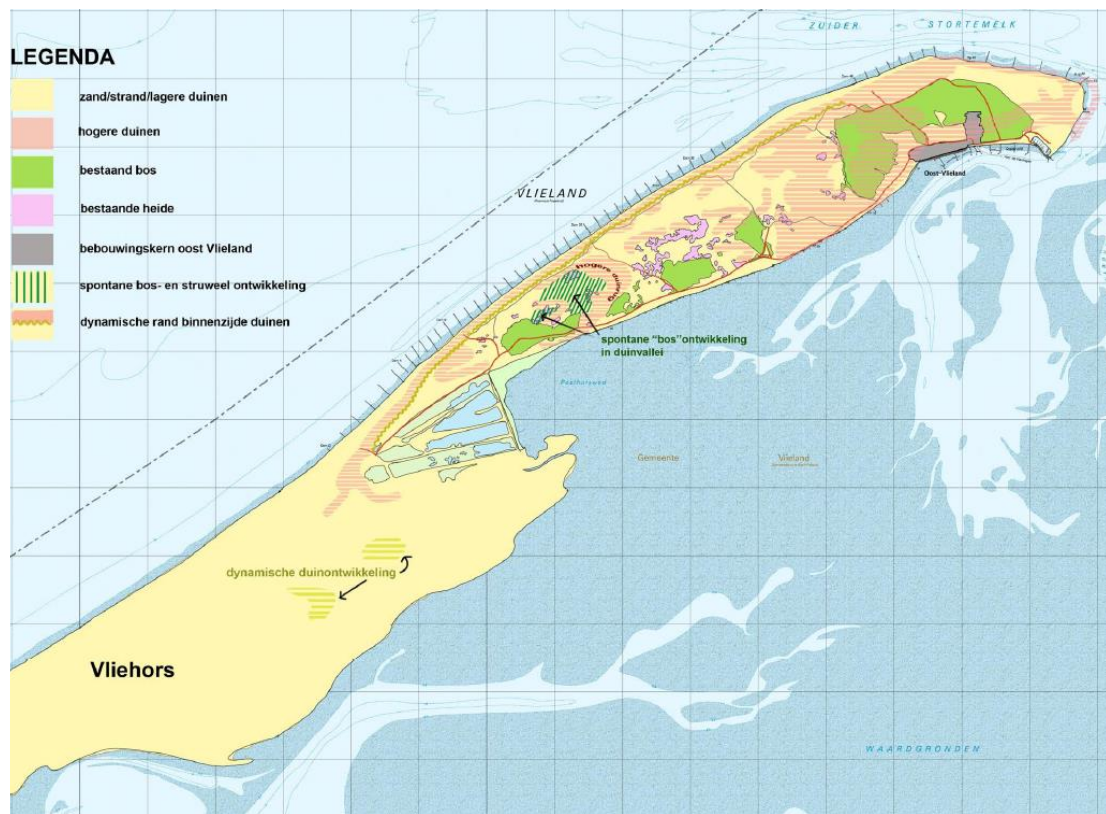 ZUIDER STORTEMELK
LEGENDA
zand/strand/lagere duinen
hogere duinen
bestaand bos
bestaande heide
bebouwingskern oost Vlieland
spontane bos- en struweel ontwikkeling
dynamische rand binnenzijde duinen
VLIELAND
Oost-Vlieland
hogere duinrug
spontane "bos"ontwikkeling
in duinvallei
Gemeente Vlieland
dynamische duinontwikkeling
Vliehors
WAARDGRONDEN